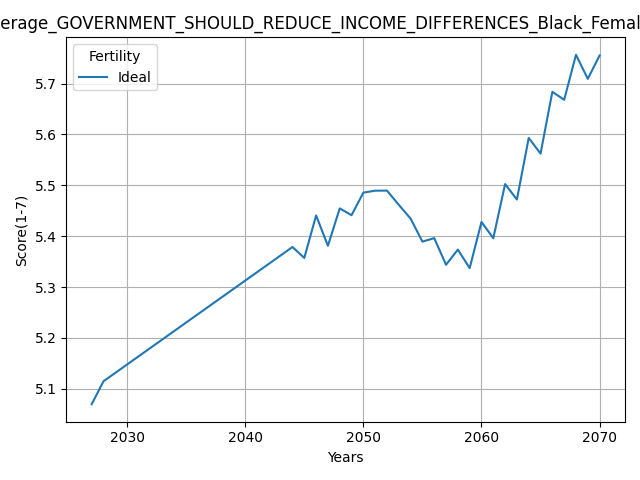 erage_GOVERNMENT_SHOULD_REDUCE_INCOME_DIFFERENCES_Black_Femal
Fertility
Ideal
Score(1-7)
5.7
5.6
5.5
5.4
5.3
5.2
5.1
2030 2040 2050 2060 2070
Years